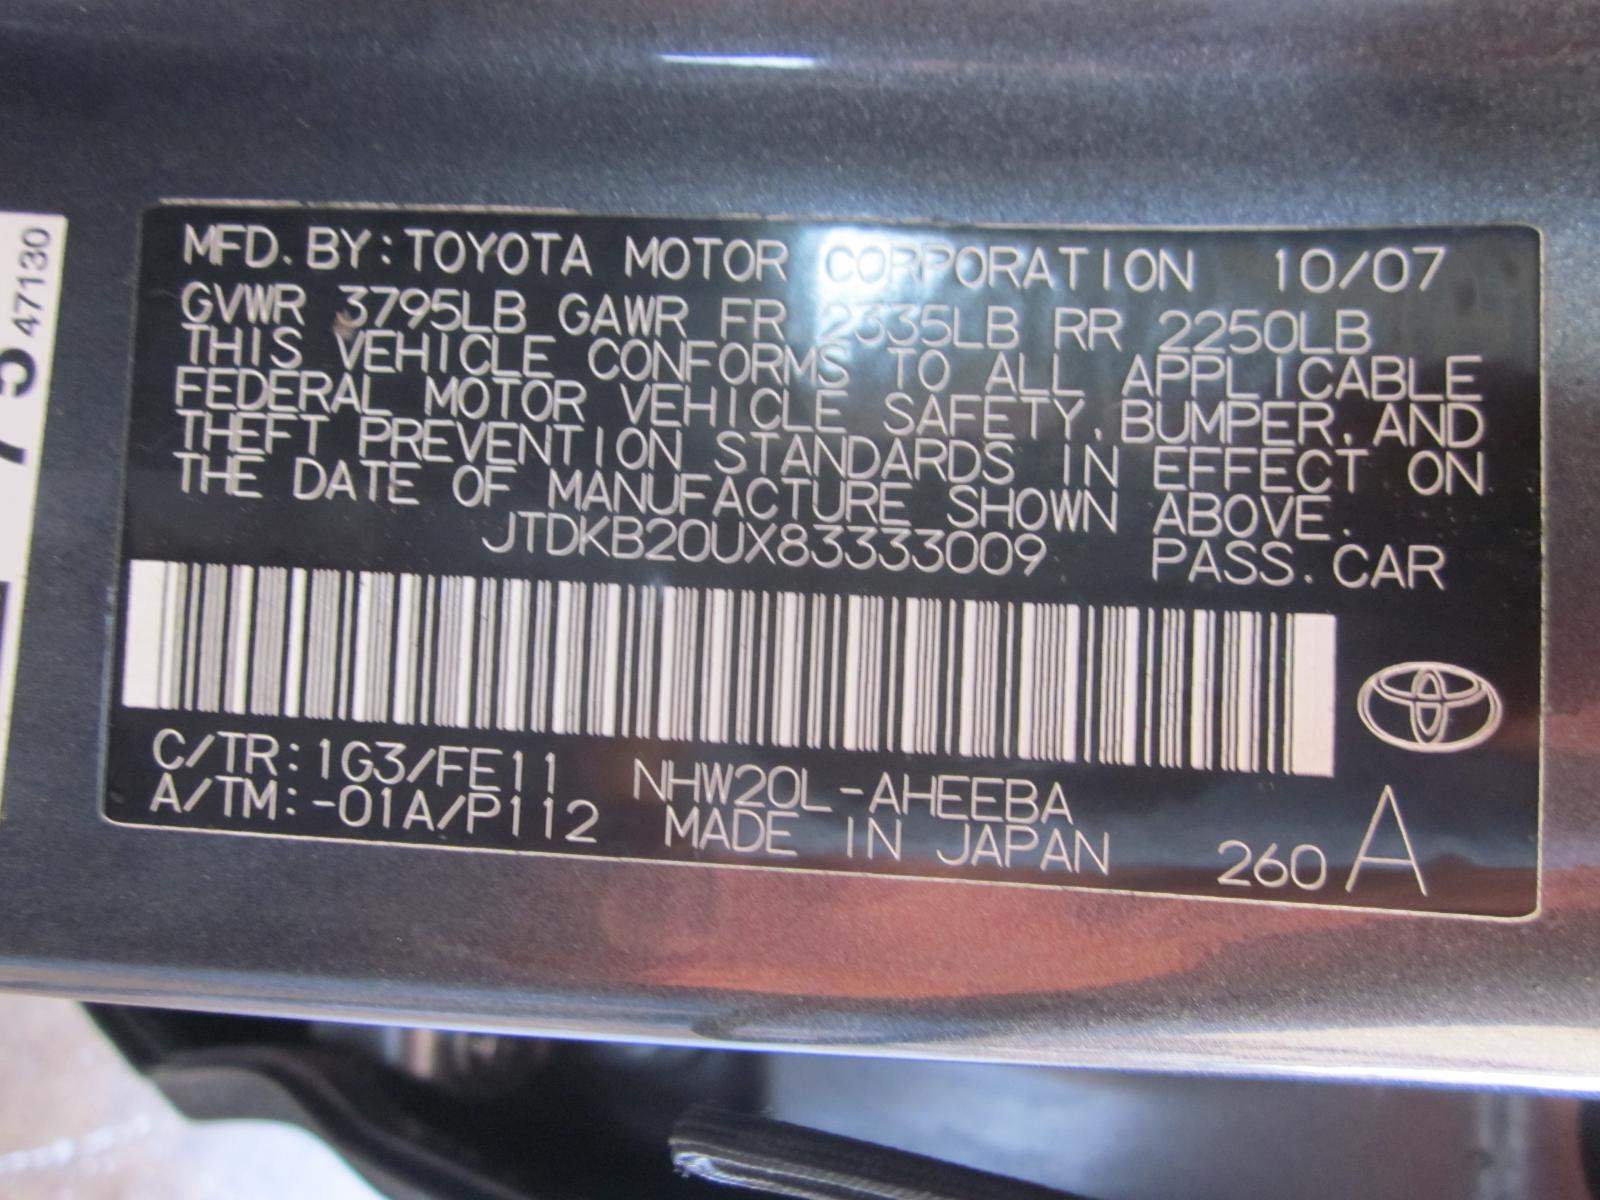 MFD. BY: TOYOTA MOTOR CORPORATION 10/07
GVWR 3795LB GAWR FR 2335LB RR 2250LB
THIS VEHICLE CONFORMS TO ALL APPLICABLE
FEDERAL MOTOR VEHICLE SAFETY, BUMPER, AND
THEFT PREVENTION STANDARDS IN EFFECT ON
THE DATE OF MANUFACTURE SHOWN ABOVE.
JTDKB20UX83333009 PASS. CAR
C/TR: 1G3/FE11 NHW20L-AHEEBA
A/TM: -01A/P112 MADE IN JAPAN 260 A
47130